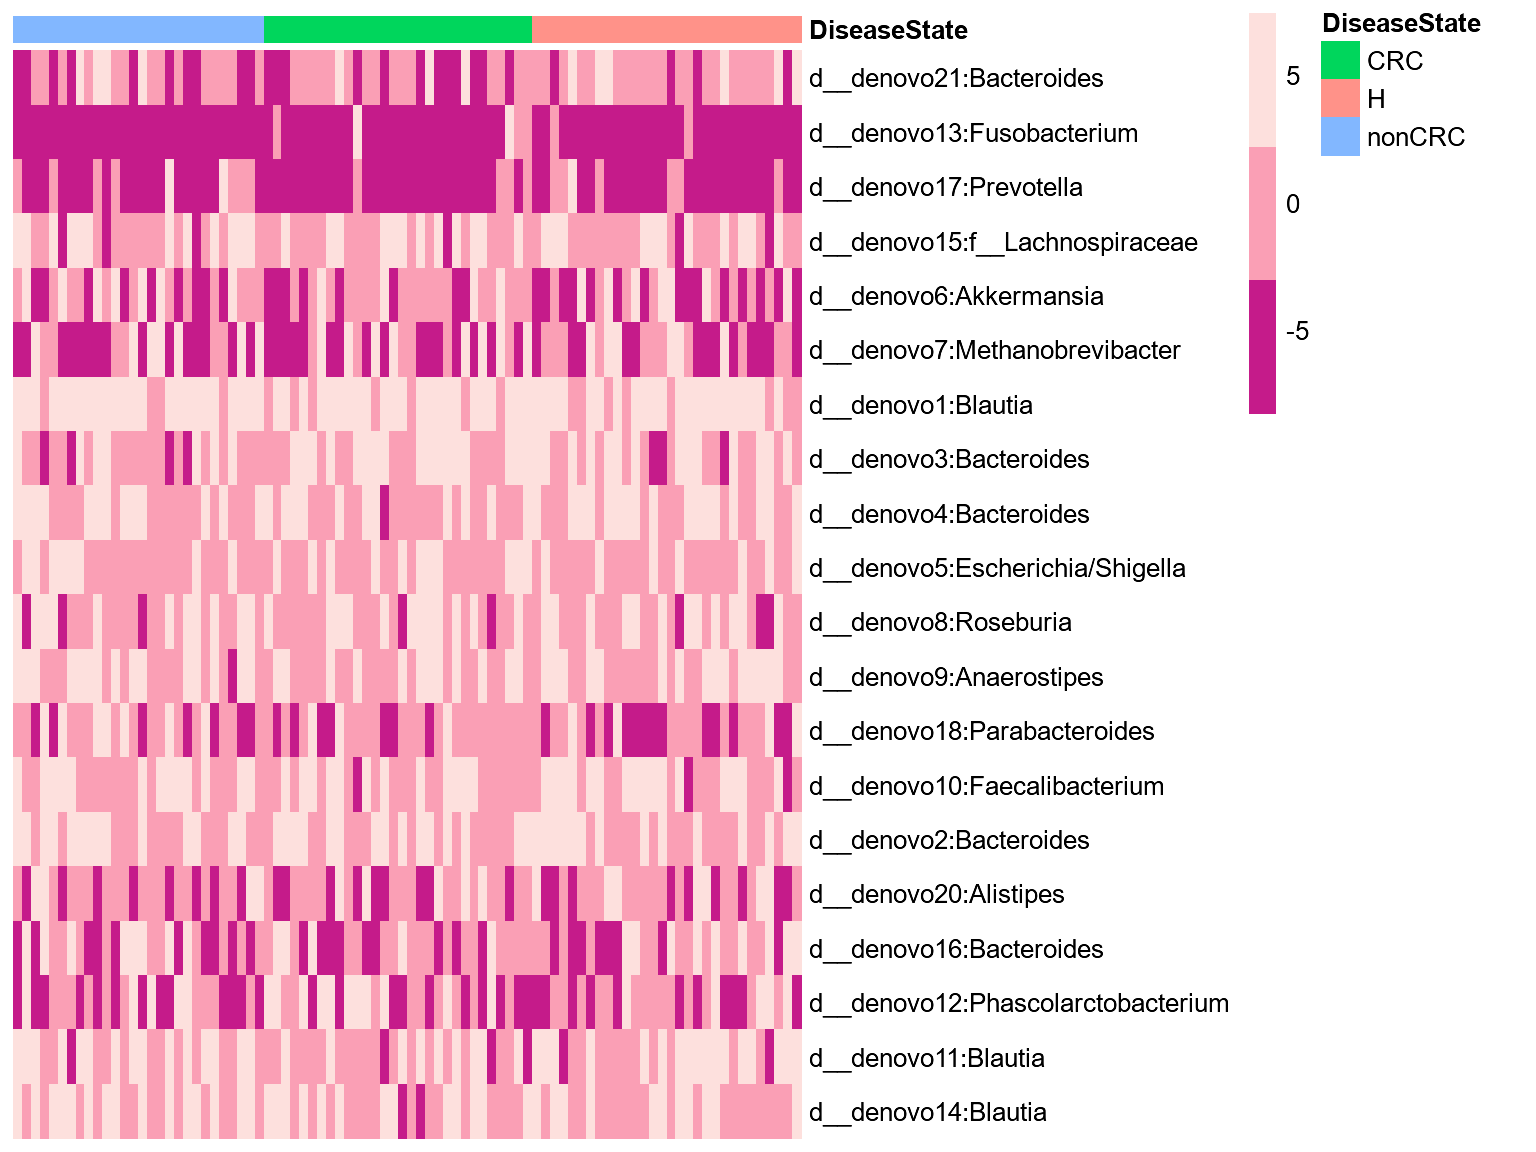 DiseaseState
d__denovo21:Bacteroides
d__denovo13:Fusobacterium
d__denovo17:Prevotella
d__denovo15:f__Lachnospiraceae
d__denovo6:Akkermansia
d__denovo7:Methanobrevibacter
d__denovo1:Blautia
d__denovo3:Bacteroides
d__denovo4:Bacteroides
d__denovo5:Escherichia/Shigella
d__denovo8:Roseburia
d__denovo9:Anaerostipes
d__denovo18:Parabacteroides
d__denovo10:Faecalibacterium
d__denovo2:Bacteroides
d__denovo20:Alistipes
d__denovo16:Bacteroides
d__denovo12:Phascolarctobacterium
d__denovo11:Blautia
d__denovo14:Blautia
5
0
-5
DiseaseState
CRC
H
nonCRC